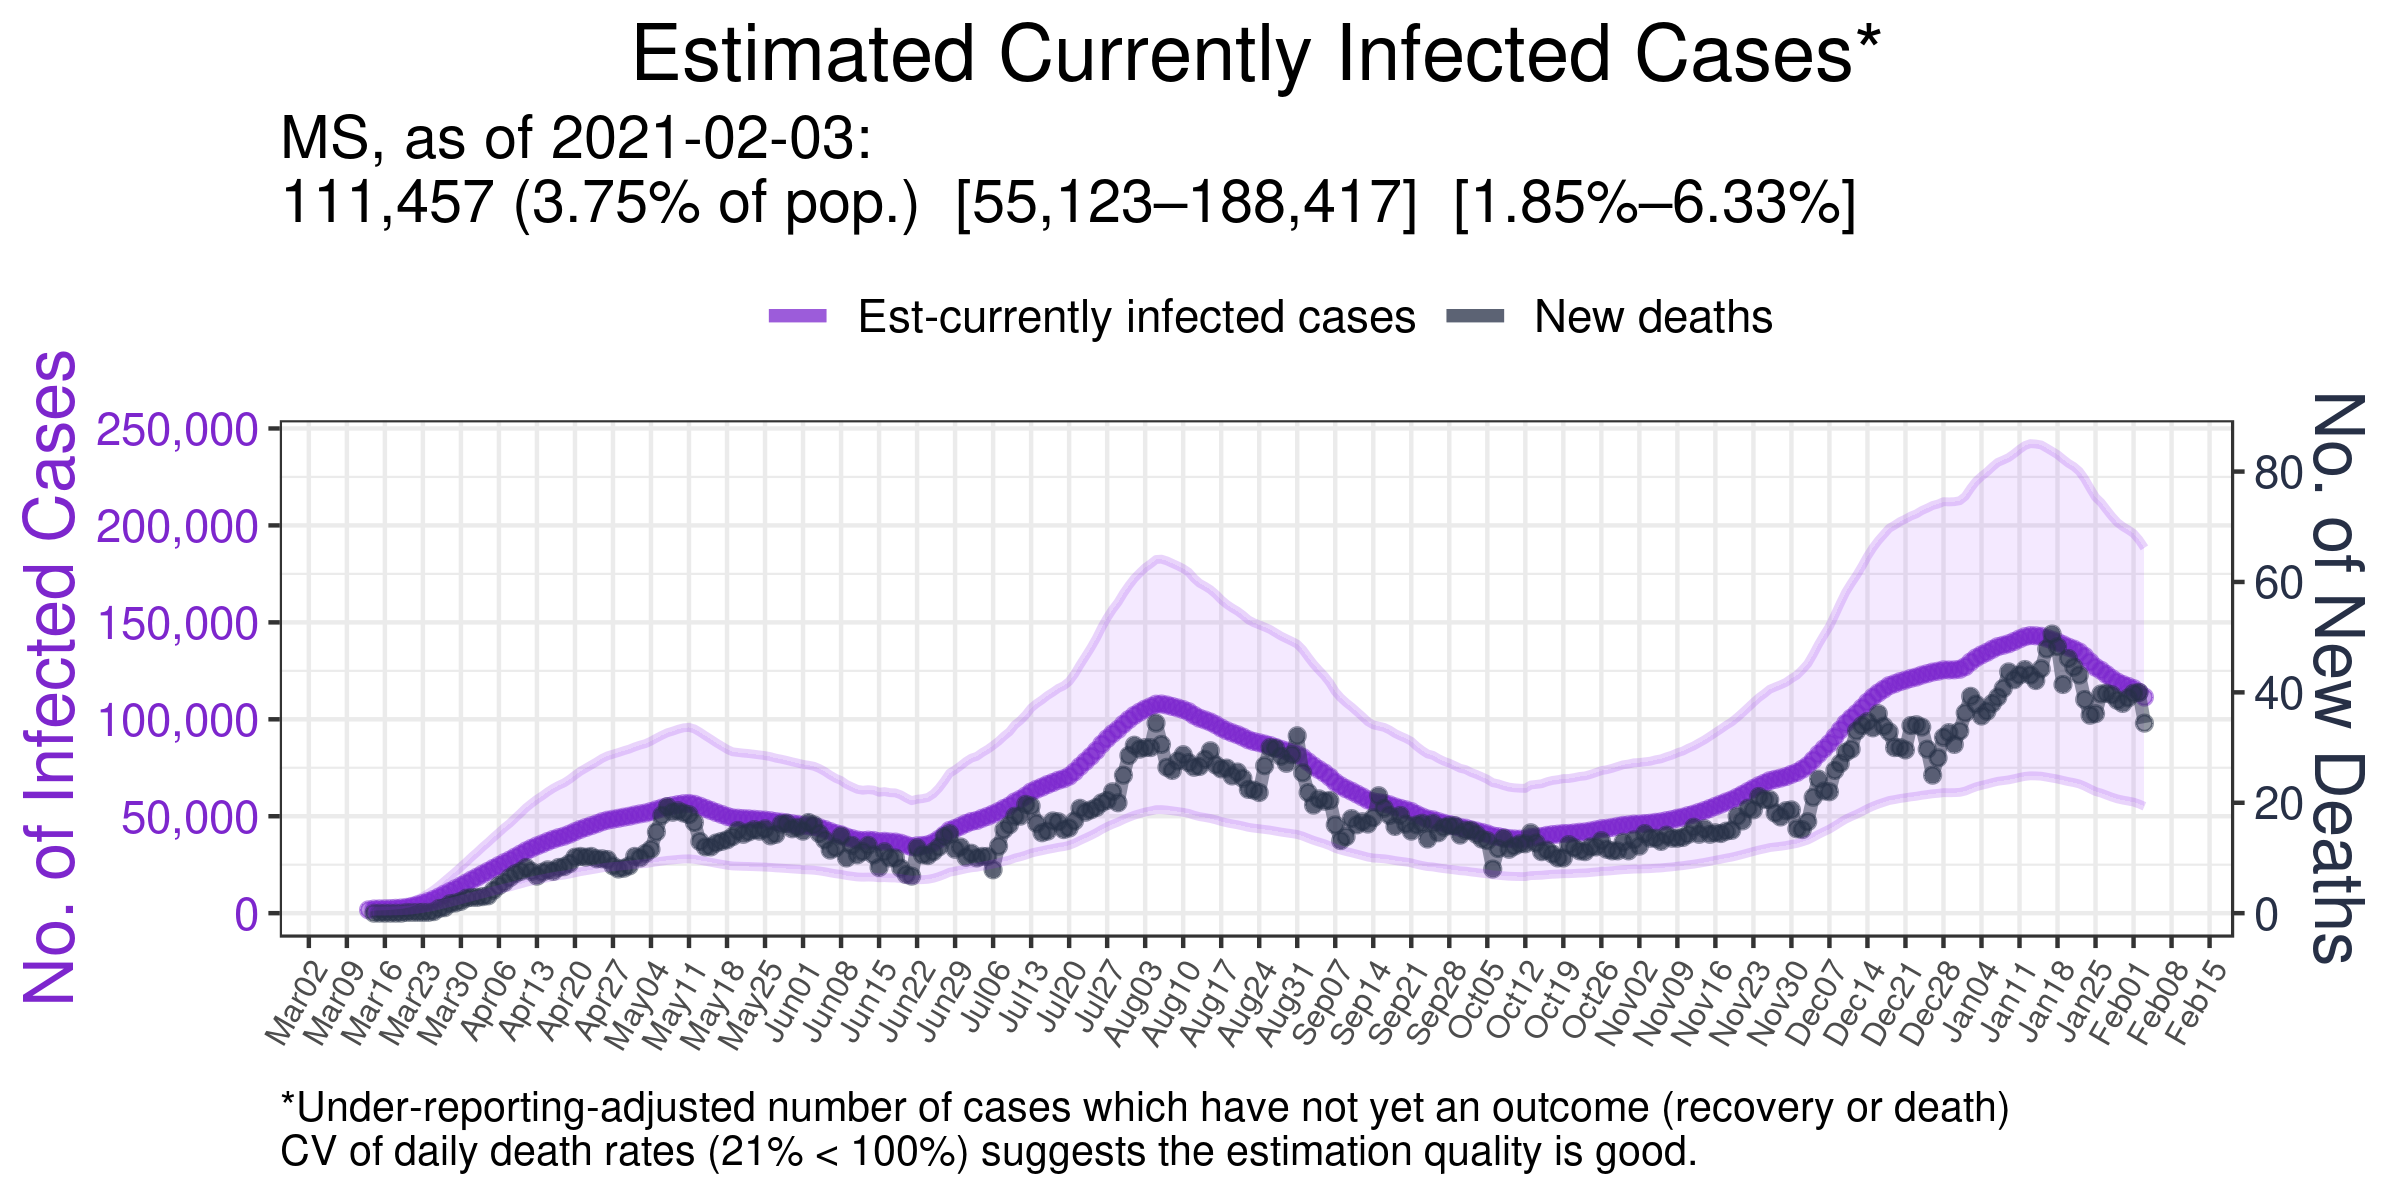 Estimated Currently Infected Cases*
MS, as of 2021-02-03:
111,457 (3.75% of pop.) [55,123–188,417] [1.85%–6.33%]
Est-currently infected cases
New deaths
No. of Infected Cases
250,000
200,000
150,000
100,000
50,000
0
No. of New Deaths
80
60
40
20
0
Mar02
Mar09
Mar16
Mar23
Mar30
Apr06
Apr13
Apr20
Apr27
May04
May11
May18
May25
Jun01
Jun08
Jun15
Jun22
Jun29
Jul06
Jul13
Jul20
Jul27
Aug03
Aug10
Aug17
Aug24
Aug31
Sep07
Sep14
Sep21
Sep28
Oct05
Oct12
Oct19
Oct26
Nov02
Nov09
Nov16
Nov23
Nov30
Dec07
Dec14
Dec21
Dec28
Jan04
Jan11
Jan18
Jan25
Feb01
Feb08
Feb15
*Under-reporting-adjusted number of cases which have not yet an outcome (recovery or death)
CV of daily death rates (21% < 100%) suggests the estimation quality is good.